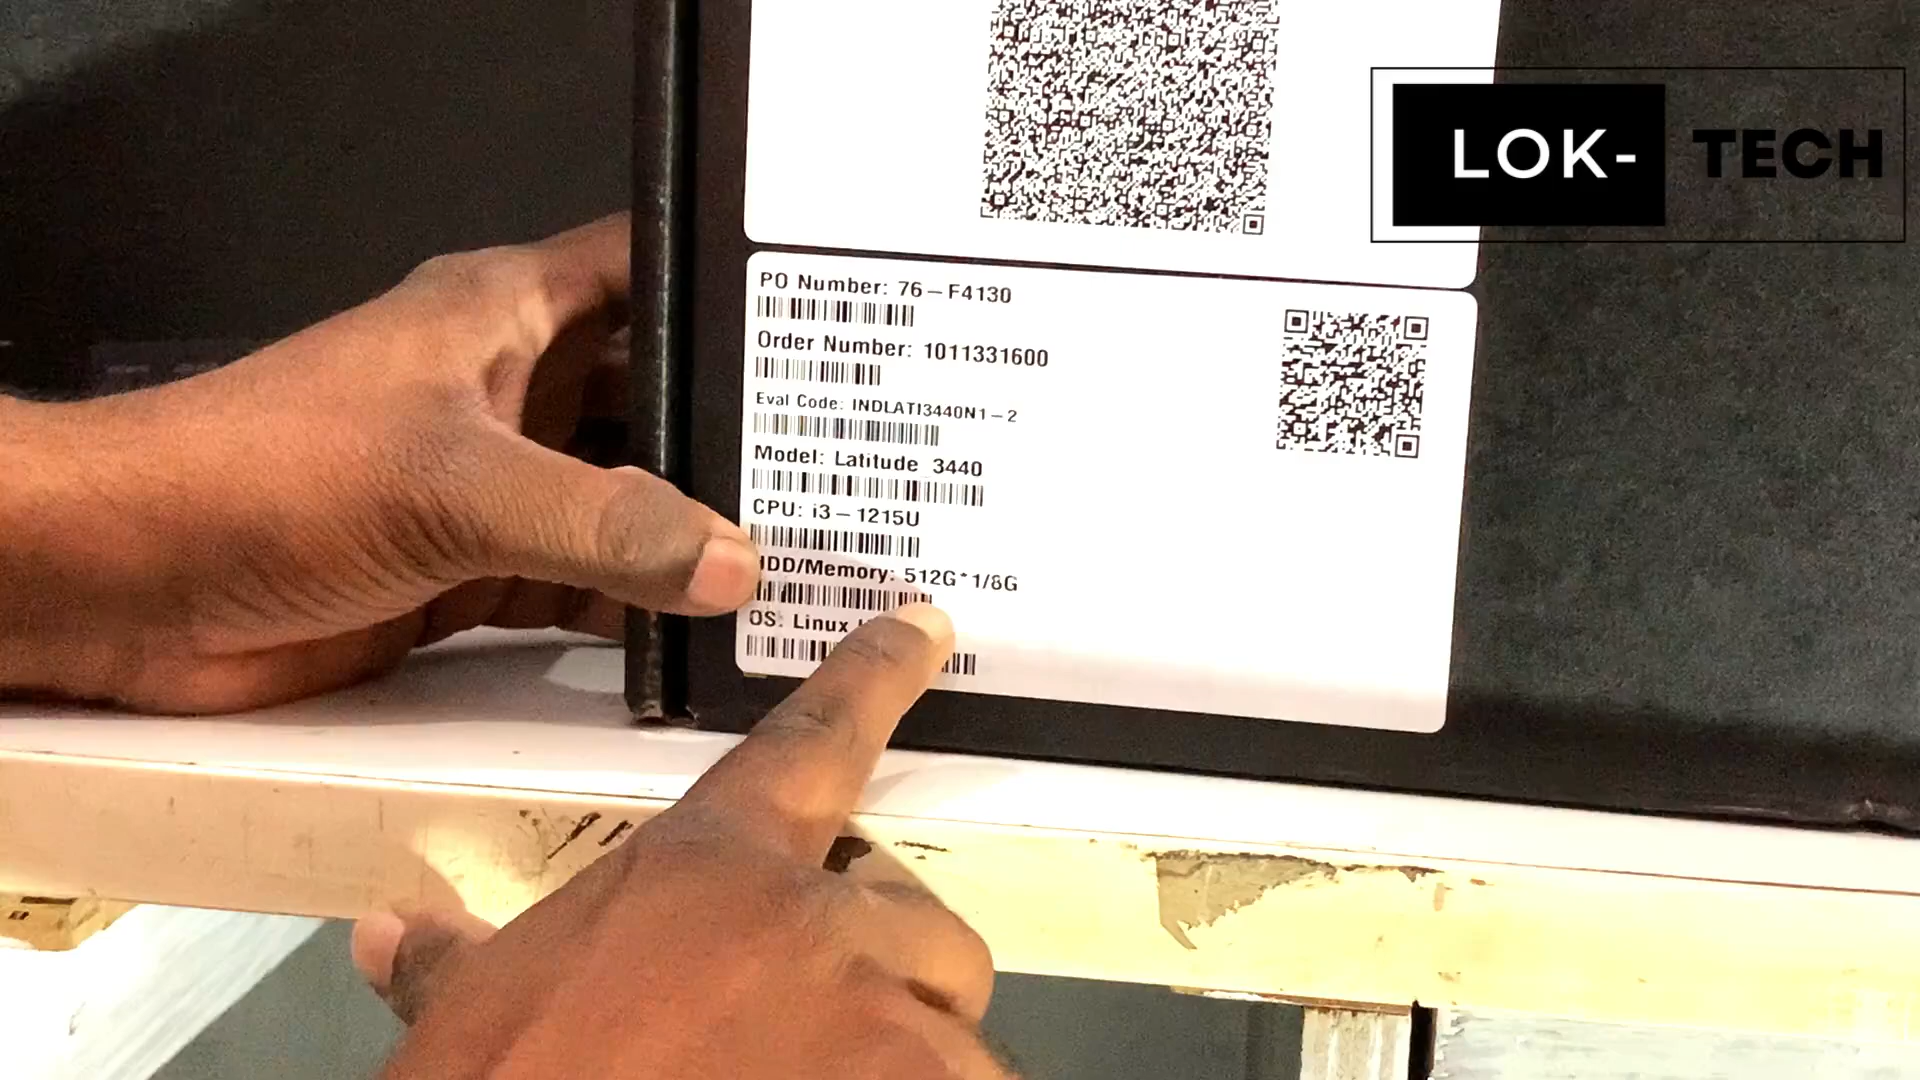 LOK- TECH
PO Number: 76-F4130
Order Number: 1011331600
Eval Code: INDLATI3440N1-2
Model: Latitude 3440
CPU: i3-1215U
HDD/Memory: 512G*1/8G
OS: Linux